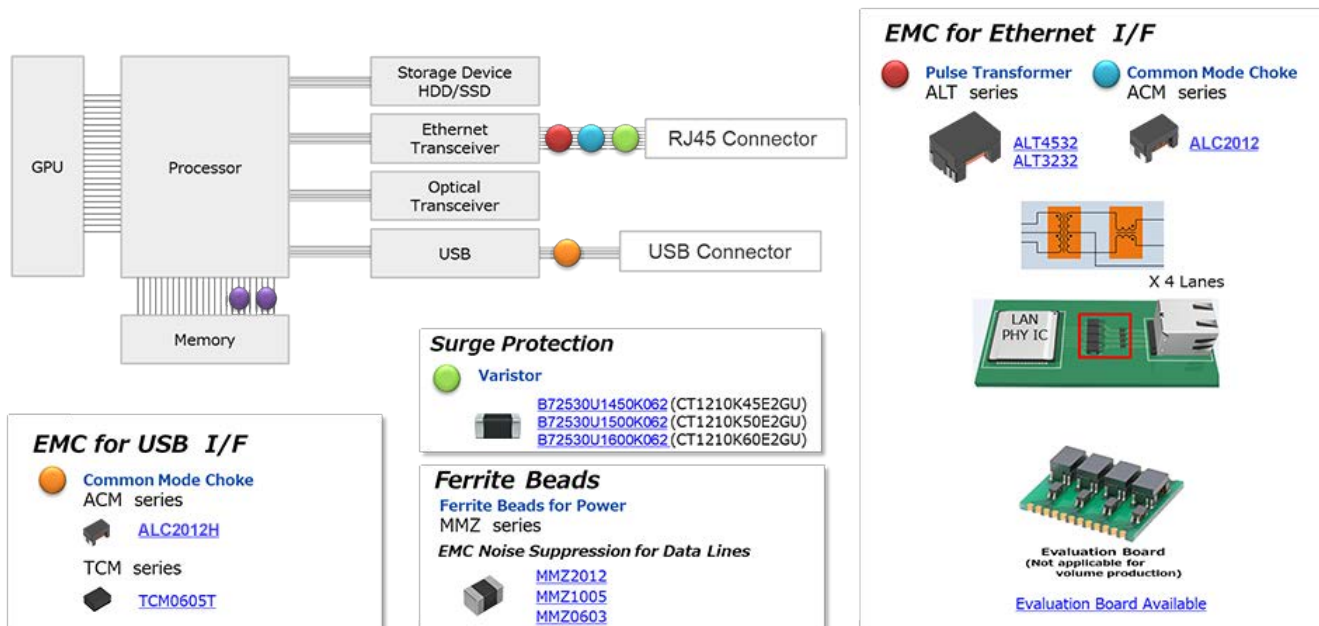 GPU
Processor
Storage Device
HDD/SSD
Ethernet
Transceiver
RJ45 Connector
Optical
Transceiver
USB
USB Connector
Memory
EMC for USB I/F
Common Mode Choke
ACM series
ALC2012H
TCM series
TCM0605T
Surge Protection
Varistor
B72530U1450K062 (CT1210K45E2GU)
B72530U1500K062 (CT1210K50E2GU)
B72530U1600K062 (CT1210K60E2GU)
Ferrite Beads
Ferrite Beads for Power
MMZ series
EMC Noise Suppression for Data Lines
MMZ2012
MMZ1005
MMZ0603
EMC for Ethernet I/F
Pulse Transformer
ALT series
ALT4532
ALT3232
Common Mode Choke
ACM series
ALC2012
X 4 Lanes
LAN
PHY IC
Evaluation Board
(Not applicable for
volume production)
Evaluation Board Available